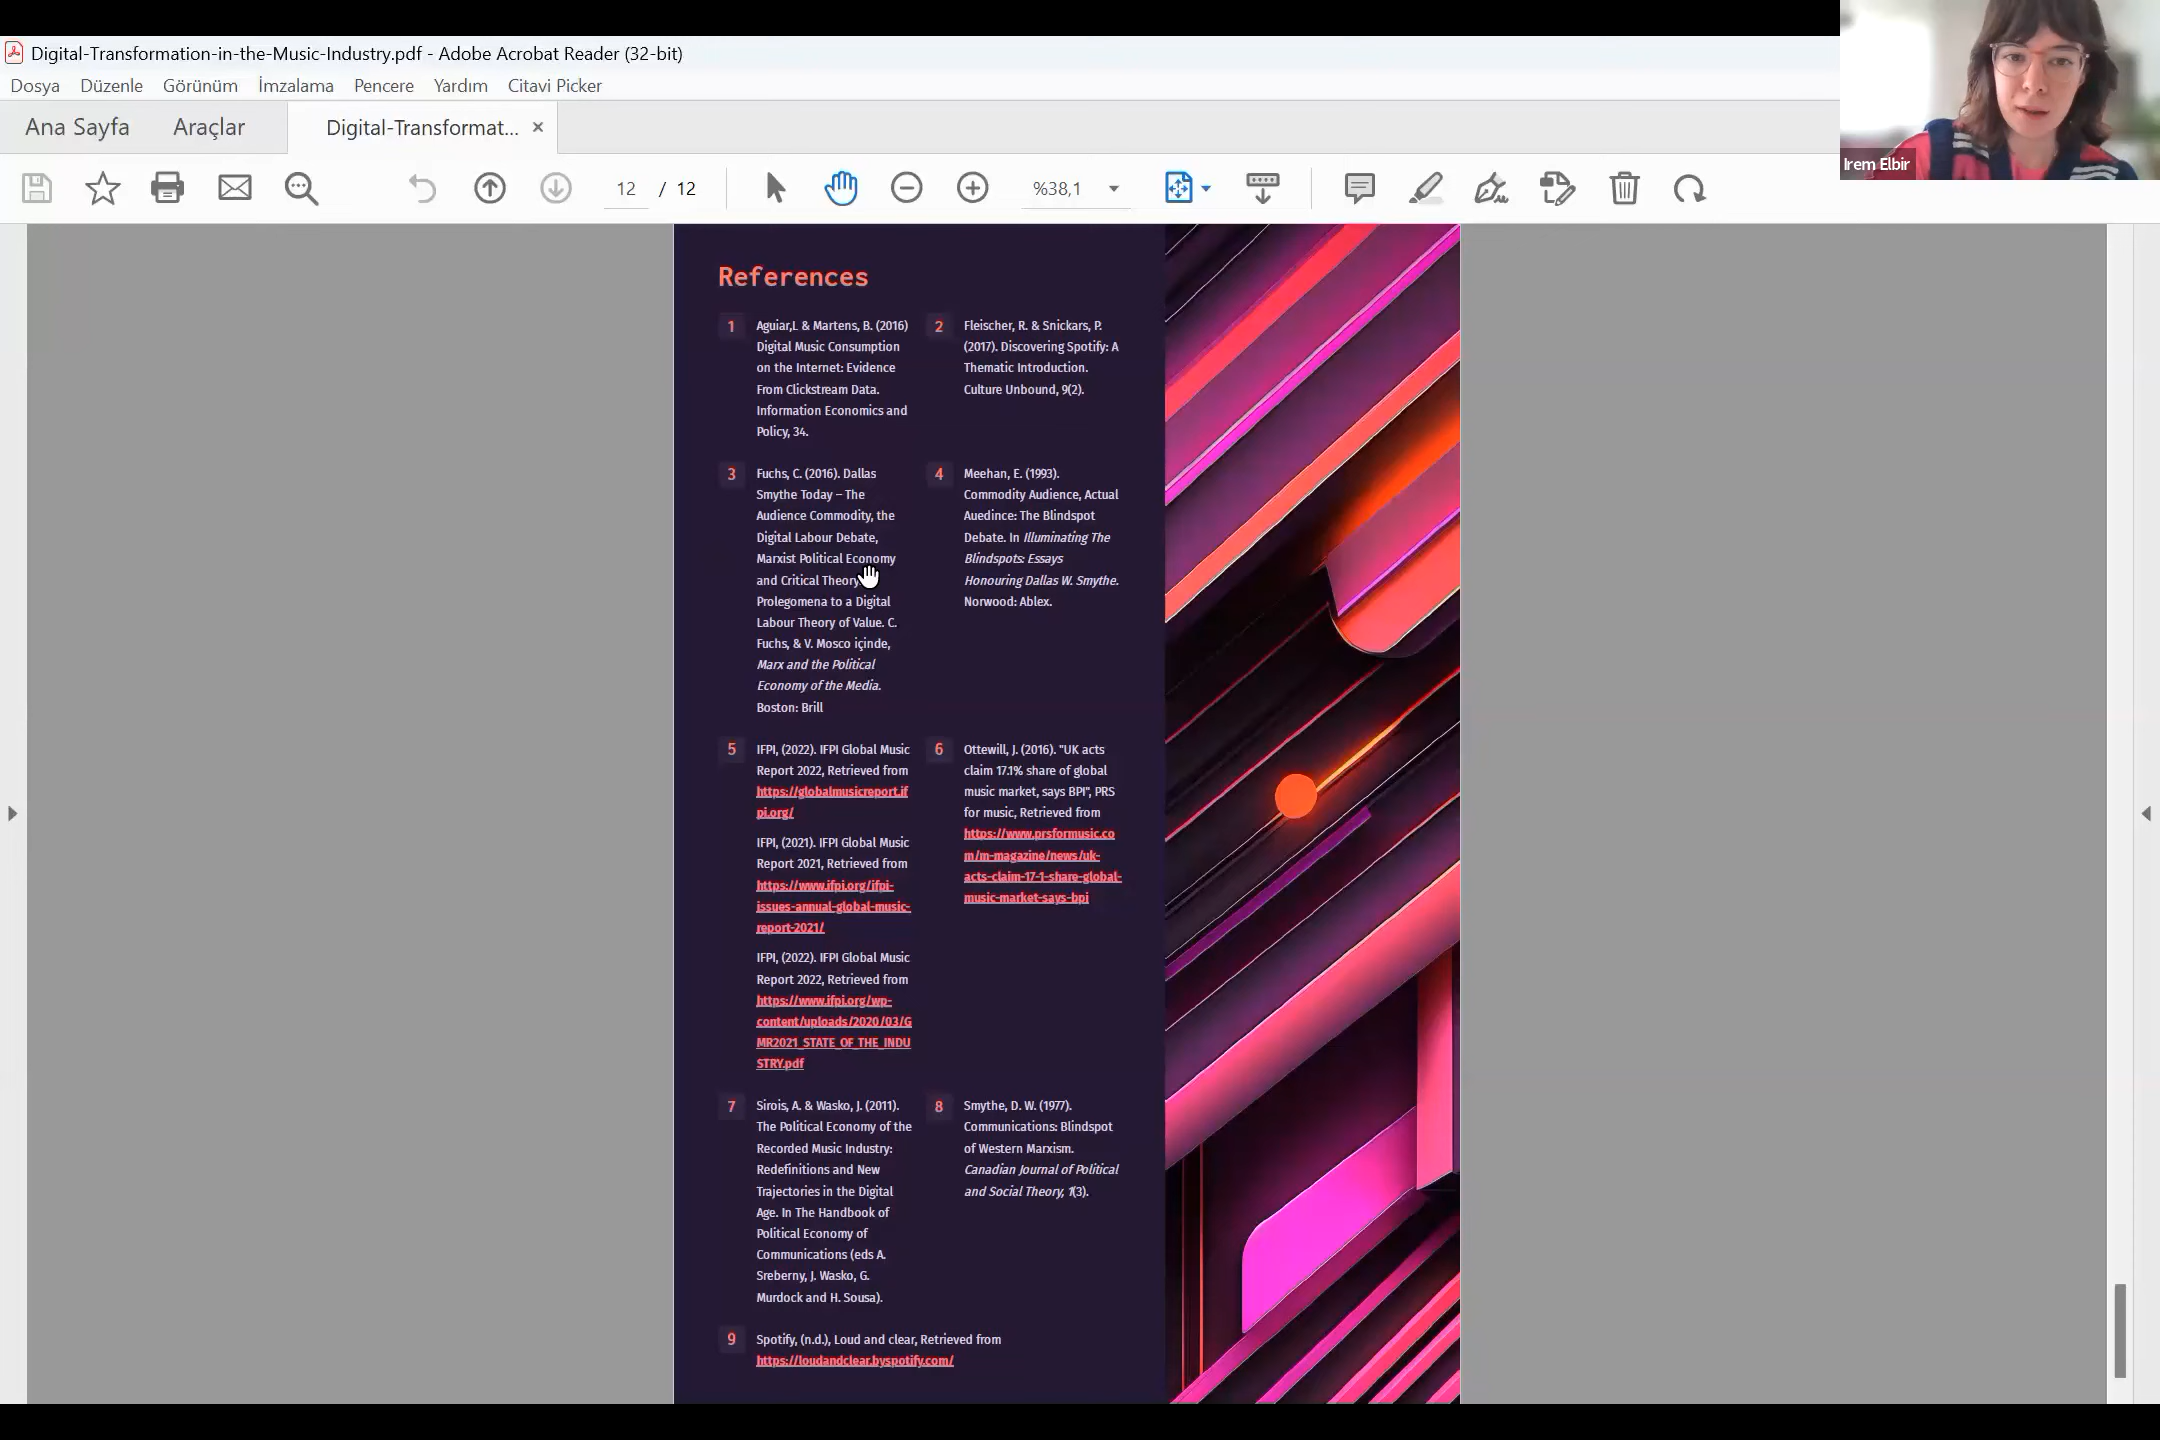 Digital-Transformation-in-the-Music-Industry.pdf - Adobe Acrobat Reader (32-bit)
Dosya Düzenle Görünüm İmzalama Pencere Yardım Citavi Picker
Ana Sayfa Araçlar Digital-Transformat... ×
12 / 12 %38,1
Irem Elbir
References
1
Aguiar,L & Martens, B. (2016)
Digital Music Consumption
on the Internet: Evidence
From Clickstream Data.
Information Economics and
Policy, 34.
2
Fleischer, R. & Snickars, P.
(2017). Discovering Spotify: A
Thematic Introduction.
Culture Unbound, 9(2).
3
Fuchs, C. (2016). Dallas
Smythe Today – The
Audience Commodity, the
Digital Labour Debate,
Marxist Political Economy
and Critical Theory
Prolegomena to a Digital
Labour Theory of Value. C.
Fuchs, & V. Mosco içinde,
Marx and the Political
Economy of the Media.
Boston: Brill
4
Meehan, E. (1993).
Commodity Audience, Actual
Auedince: The Blindspot
Debate. In Illuminating The
Blindspots: Essays
Honouring Dallas W. Smythe.
Norwood: Ablex.
5
IFPI, (2022). IFPI Global Music
Report 2022, Retrieved from
https://globalmusicreport.if
pi.org/
IFPI, (2021). IFPI Global Music
Report 2021, Retrieved from
https://www.ifpi.org/ifpi-
issues-annual-global-music-
report-2021/
IFPI, (2022). IFPI Global Music
Report 2022, Retrieved from
https://www.ifpi.org/wp-
content/uploads/2020/03/G
MR2021_STATE_OF_THE_INDU
STRY.pdf
6
Ottewill, J. (2016). "UK acts
claim 17.1% share of global
music market, says BPI", PRS
for music, Retrieved from
https://www.prsformusic.co
m/m-magazine/news/uk-
acts-claim-17-1-share-global-
music-market-says-bpi
7
Sirois, A. & Wasko, J. (2011).
The Political Economy of the
Recorded Music Industry:
Redefinitions and New
Trajectories in the Digital
Age. In The Handbook of
Political Economy of
Communications (eds A.
Sreberny, J. Wasko, G.
Murdock and H. Sousa).
8
Smythe, D. W. (1977).
Communications: Blindspot
of Western Marxism.
Canadian Journal of Political
and Social Theory, 1(3).
9
Spotify, (n.d.), Loud and clear, Retrieved from
https://loudandclear.byspotify.com/